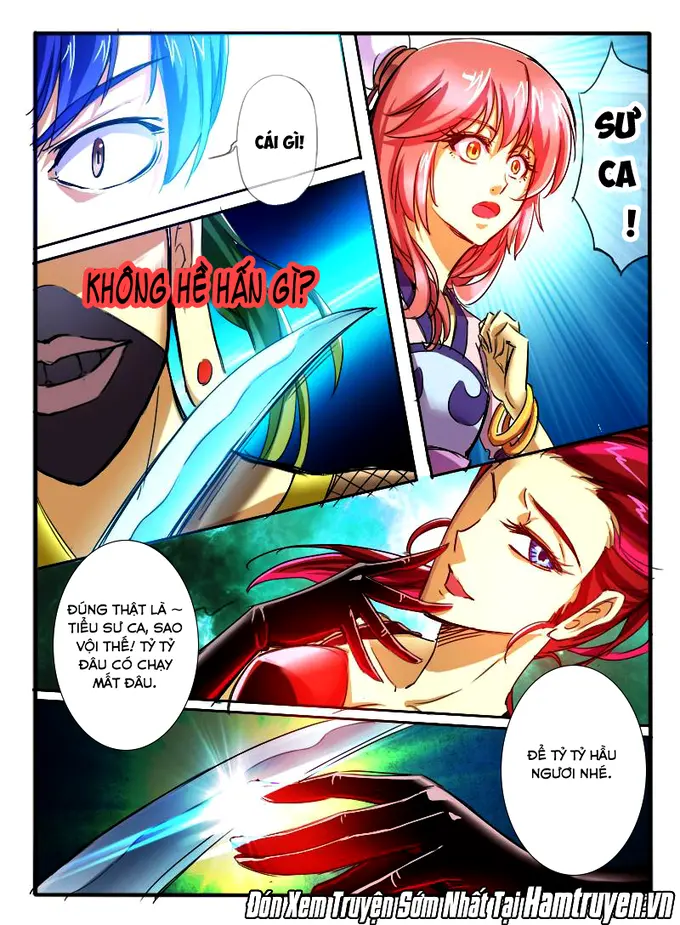 CÁI GÌ!
SƯ
CA
!
KHÔNG HỀ HẤN GÌ?
ĐÚNG THẬT LÀ ~
TIỂU SƯ CA, SAO
VỘI THẾ! TỶ TỶ
ĐÂU CÓ CHẠY
MẤT ĐÂU.
ĐỂ TỶ TỶ HẦU
NGƯƠI NHÉ.
Đón Xem Truyện Sớm Nhất Tại Hamtruyen.vn